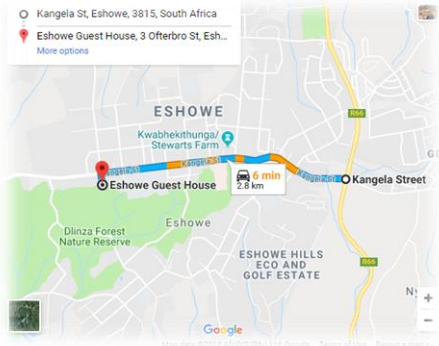 Kangela St, Eshowe, 3815, South Africa
Eshowe Guest House, 3 Ofterbro St, Esh...
More options
R66
ESHOWE
Kwabhekithunga/
Stewarts Farm
Kangela St
Kangela St
Kangela St
6 min
2.8 km
Kangela Street
Eshowe Guest House
Eshowe
Dlinza Forest
Nature Reserve
ESHOWE HILLS
ECO AND
GOLF ESTATE
R66
Google